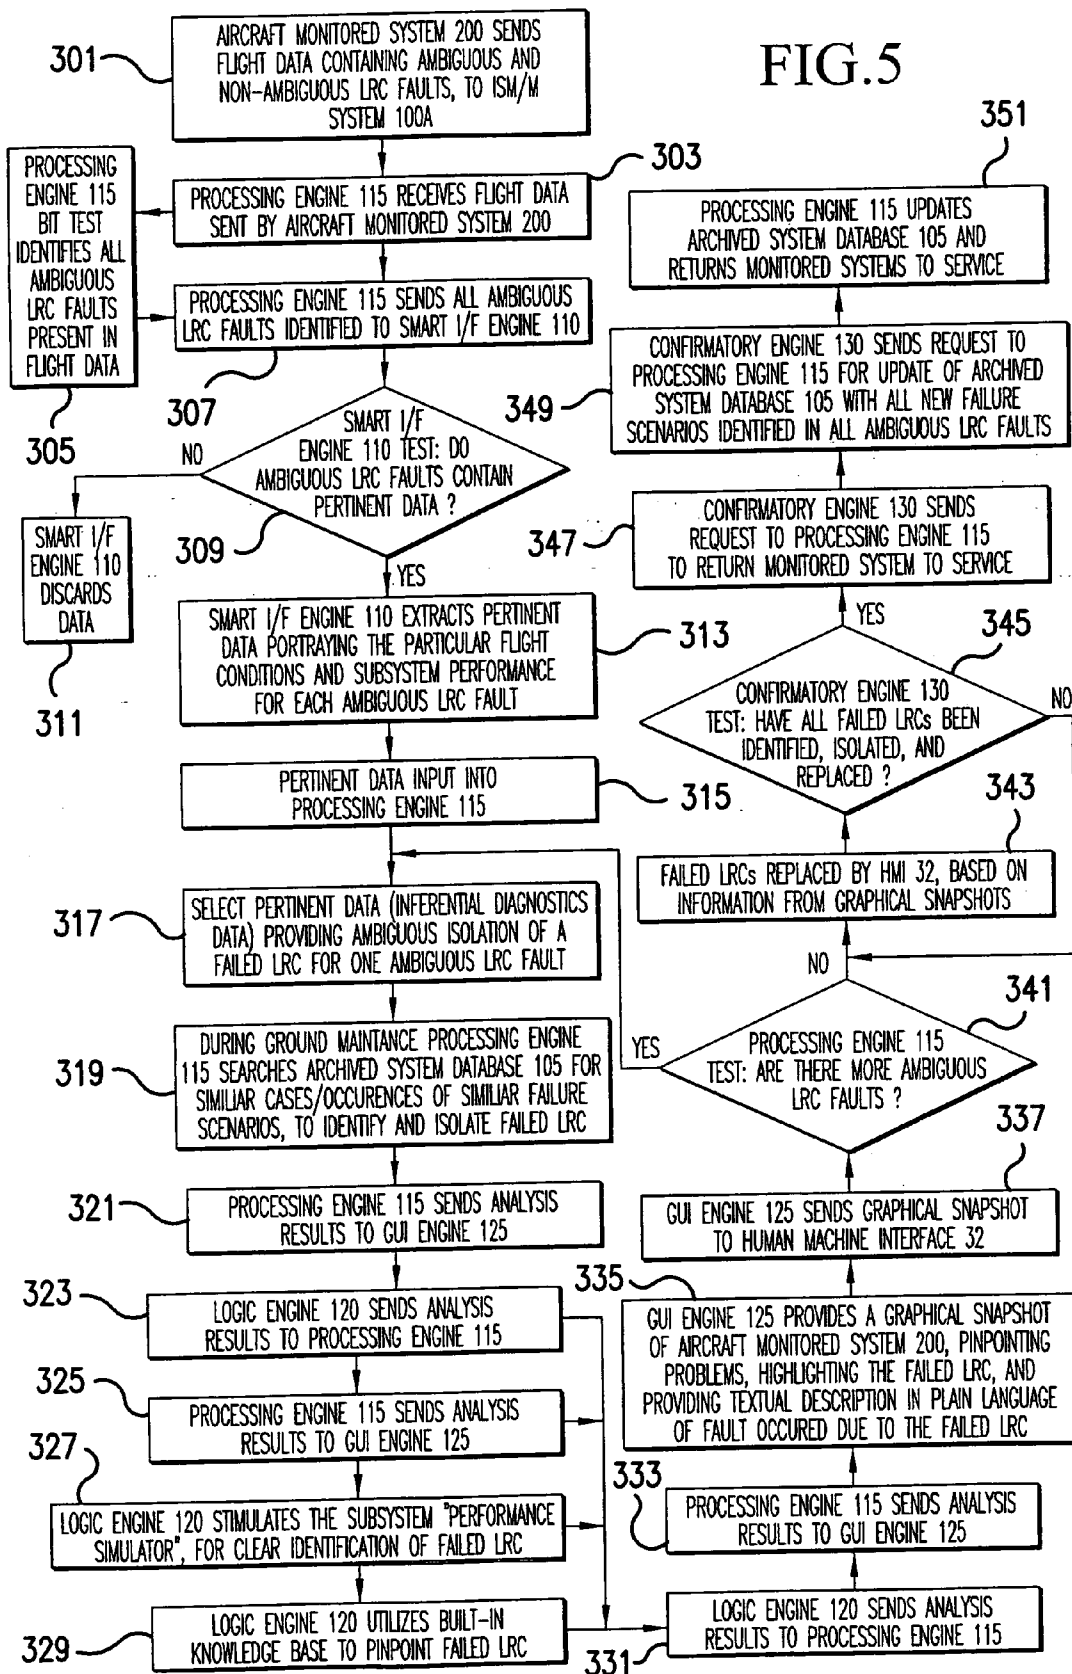 FIG.5
301
AIRCRAFT MONITORED SYSTEM 200 SENDS
FLIGHT DATA CONTAINING AMBIGUOUS AND
NON-AMBIGUOUS LRC FAULTS, TO ISM/M
SYSTEM 100A
303
PROCESSING ENGINE 115 RECEIVES FLIGHT DATA
SENT BY AIRCRAFT MONITORED SYSTEM 200
PROCESSING
ENGINE 115
BIT TEST
IDENTIFIES ALL
AMBIGUOUS
LRC FAULTS
PRESENT IN
FLIGHT DATA
305
PROCESSING ENGINE 115 SENDS ALL AMBIGUOUS
LRC FAULTS IDENTIFIED TO SMART I/F ENGINE 110
307
SMART I/F
ENGINE 110 TEST: DO
AMBIGUOUS LRC FAULTS CONTAIN
PERTINENT DATA ?
309
NO
SMART I/F
ENGINE 110
DISCARDS
DATA
311
YES
SMART I/F ENGINE 110 EXTRACTS PERTINENT
DATA PORTRAYING THE PARTICULAR FLIGHT
CONDITIONS AND SUBSYSTEM PERFORMANCE
FOR EACH AMBIGUOUS LRC FAULT
313
PERTINENT DATA INPUT INTO
PROCESSING ENGINE 115
315
317
SELECT PERTINENT DATA (INFERENTIAL DIAGNOSTICS
DATA) PROVIDING AMBIGUOUS ISOLATION OF A
FAILED LRC FOR ONE AMBIGUOUS LRC FAULT
319
DURING GROUND MAINTANCE PROCESSING ENGINE
115 SEARCHES ARCHIVED SYSTEM DATABASE 105 FOR
SIMILIAR CASES/OCCURENCES OF SIMILIAR FAILURE
SCENARIOS, TO IDENTIFY AND ISOLATE FAILED LRC
321
PROCESSING ENGINE 115 SENDS ANALYSIS
RESULTS TO GUI ENGINE 125
323
LOGIC ENGINE 120 SENDS ANALYSIS
RESULTS TO PROCESSING ENGINE 115
325
PROCESSING ENGINE 115 SENDS ANALYSIS
RESULTS TO GUI ENGINE 125
327
LOGIC ENGINE 120 STIMULATES THE SUBSYSTEM "PERFORMANCE
SIMULATOR", FOR CLEAR IDENTIFICATION OF FAILED LRC
329
LOGIC ENGINE 120 UTILIZES BUILT-IN
KNOWLEDGE BASE TO PINPOINT FAILED LRC
331
LOGIC ENGINE 120 SENDS ANALYSIS
RESULTS TO PROCESSING ENGINE 115
333
PROCESSING ENGINE 115 SENDS ANALYSIS
RESULTS TO GUI ENGINE 125
335
GUI ENGINE 125 PROVIDES A GRAPHICAL SNAPSHOT
OF AIRCRAFT MONITORED SYSTEM 200, PINPOINTING
PROBLEMS, HIGHLIGHTING THE FAILED LRC, AND
PROVIDING TEXTUAL DESCRIPTION IN PLAIN LANGUAGE
OF FAULT OCCURED DUE TO THE FAILED LRC
337
GUI ENGINE 125 SENDS GRAPHICAL SNAPSHOT
TO HUMAN MACHINE INTERFACE 32
341
PROCESSING ENGINE 115
TEST: ARE THERE MORE AMBIGUOUS
LRC FAULTS ?
YES
NO
343
FAILED LRCs REPLACED BY HMI 32, BASED ON
INFORMATION FROM GRAPHICAL SNAPSHOTS
345
CONFIRMATORY ENGINE 130
TEST: HAVE ALL FAILED LRCs BEEN
IDENTIFIED, ISOLATED, AND
REPLACED ?
NO
YES
347
CONFIRMATORY ENGINE 130 SENDS
REQUEST TO PROCESSING ENGINE 115
TO RETURN MONITORED SYSTEM TO SERVICE
349
CONFIRMATORY ENGINE 130 SENDS REQUEST TO
PROCESSING ENGINE 115 FOR UPDATE OF ARCHIVED
SYSTEM DATABASE 105 WITH ALL NEW FAILURE
SCENARIOS IDENTIFIED IN ALL AMBIGUOUS LRC FAULTS
351
PROCESSING ENGINE 115 UPDATES
ARCHIVED SYSTEM DATABASE 105 AND
RETURNS MONITORED SYSTEMS TO SERVICE